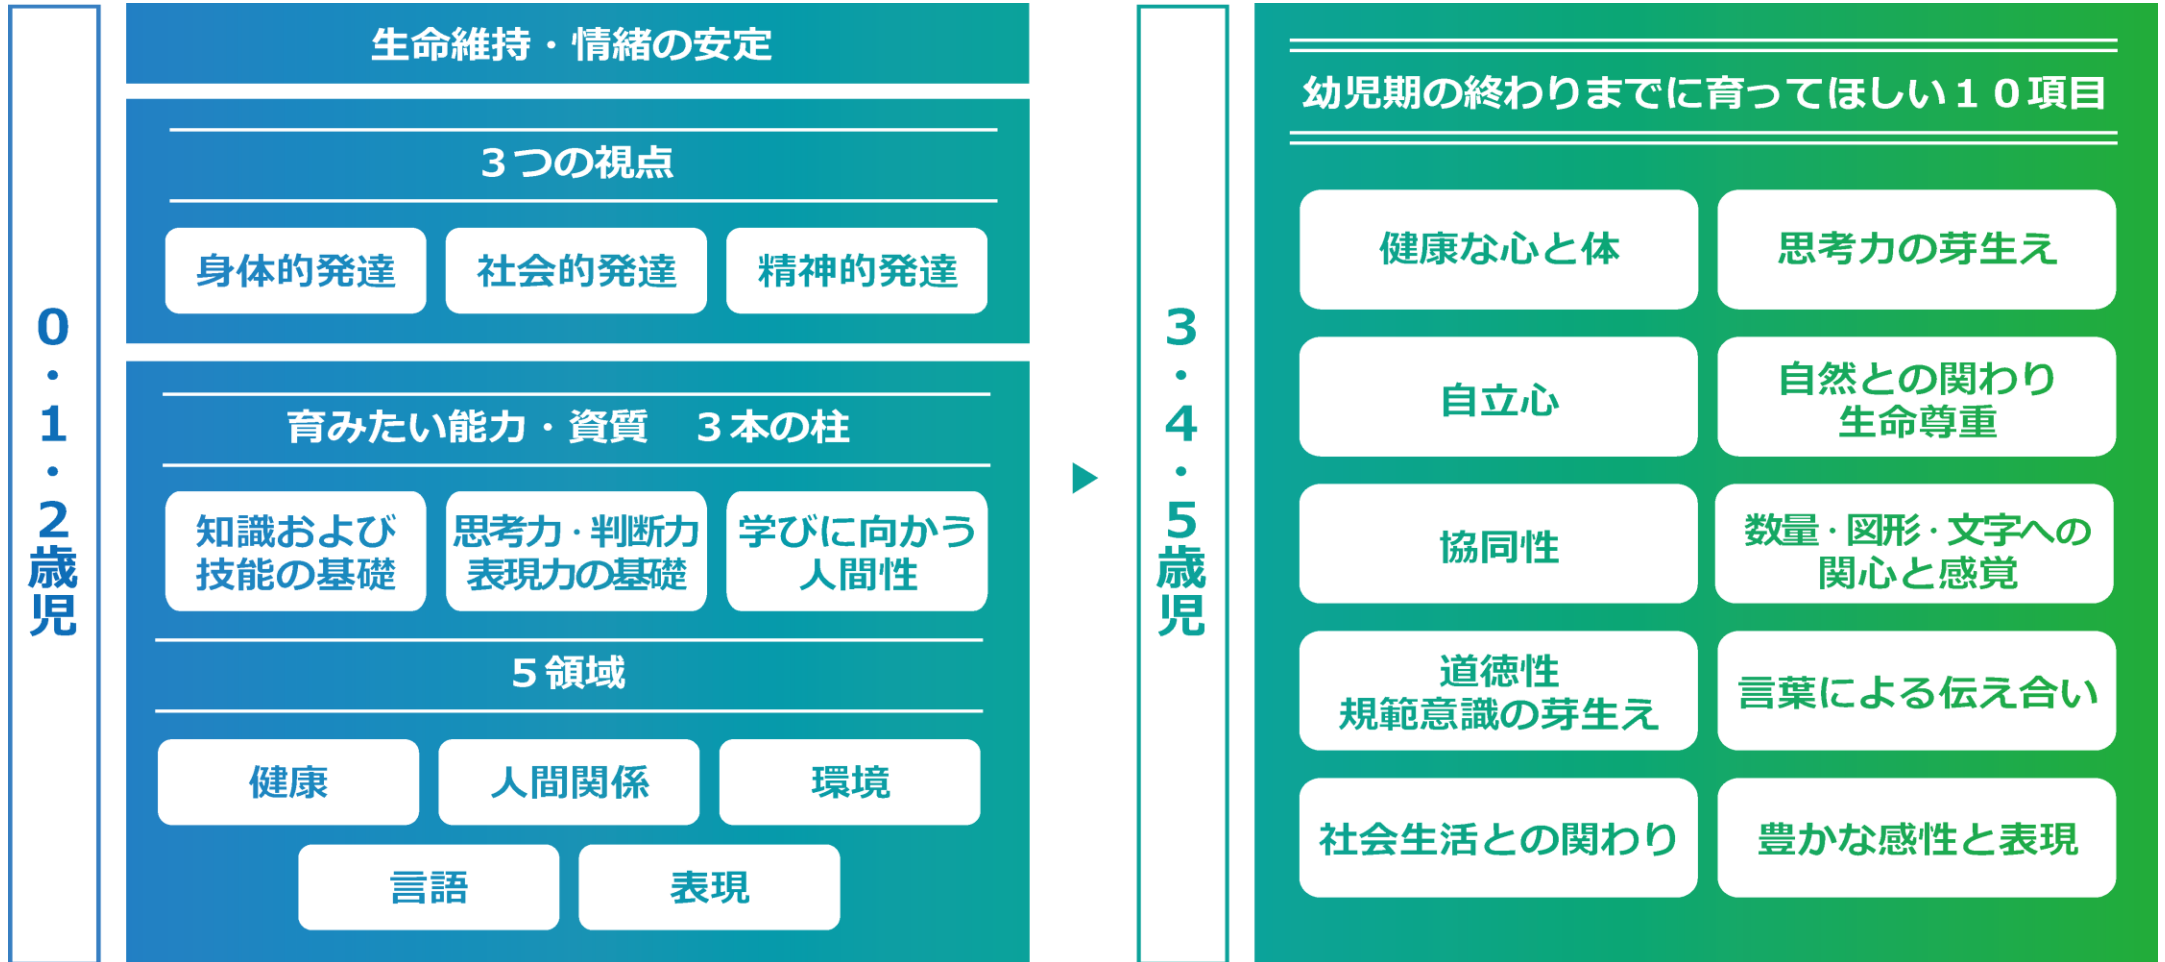 0・1・2歳児
生命維持・情緒の安定
3つの視点
身体的発達
社会的発達
精神的発達
育みたい能力・資質　3本の柱
知識および
技能の基礎
思考力・判断力
表現力の基礎
学びに向かう
人間性
5領域
健康
人間関係
環境
言語
表現
3・4・5歳児
幼児期の終わりまでに育ってほしい10項目
健康な心と体
思考力の芽生え
自立心
自然との関わり
生命尊重
協同性
数量・図形・文字への
関心と感覚
道徳性
規範意識の芽生え
言葉による伝え合い
社会生活との関わり
豊かな感性と表現